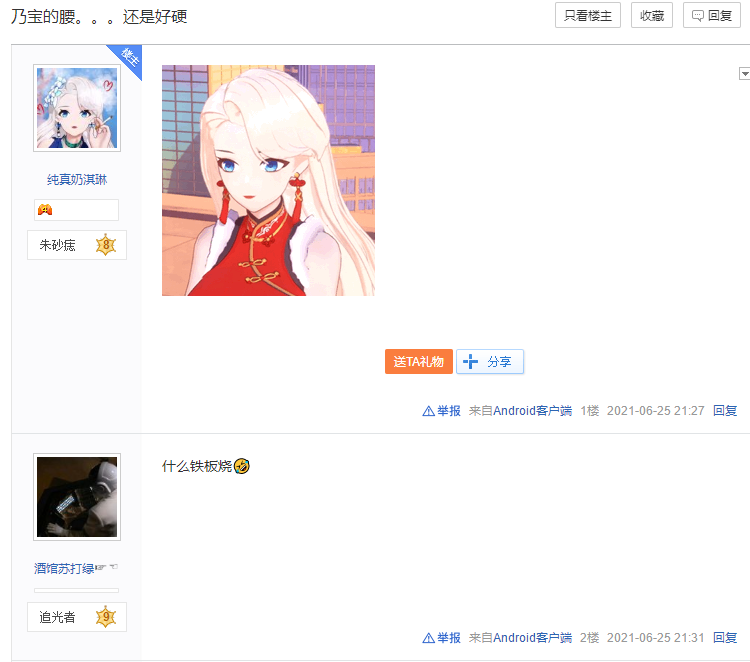 乃宝的腰。。。还是好硬
只看楼主
收藏
回复
楼主
纯真奶淇琳
朱砂痣 8
送TA礼物
分享
举报 来自Android客户端 1楼 2021-06-25 21:27 回复
什么铁板烧
酒馆苏打绿☞☜
追光者 9
举报 来自Android客户端 2楼 2021-06-25 21:31 回复